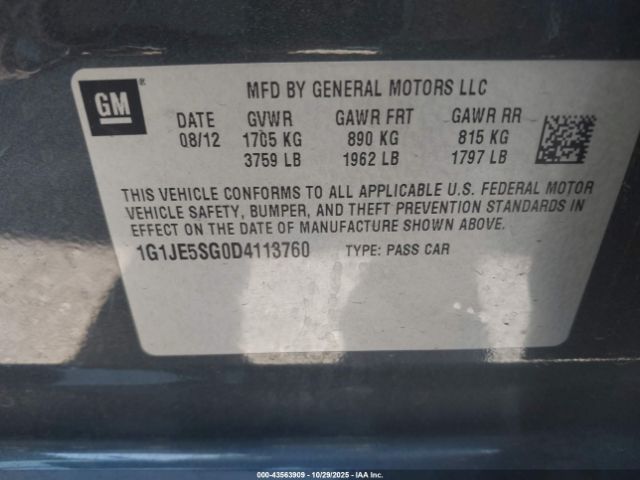 GM®
MFD BY GENERAL MOTORS LLC
DATE GVWR GAWR FRT GAWR RR
08/12 1705 KG 890 KG 815 KG
3759 LB 1962 LB 1797 LB
THIS VEHICLE CONFORMS TO ALL APPLICABLE U.S. FEDERAL MOTOR
VEHICLE SAFETY, BUMPER, AND THEFT PREVENTION STANDARDS IN
EFFECT ON THE DATE OF MANUFACTURE SHOWN ABOVE.
1G1JE5SG0D4113760 TYPE: PASS CAR
000-43563909 • 10/29/2025 • IAA Inc.